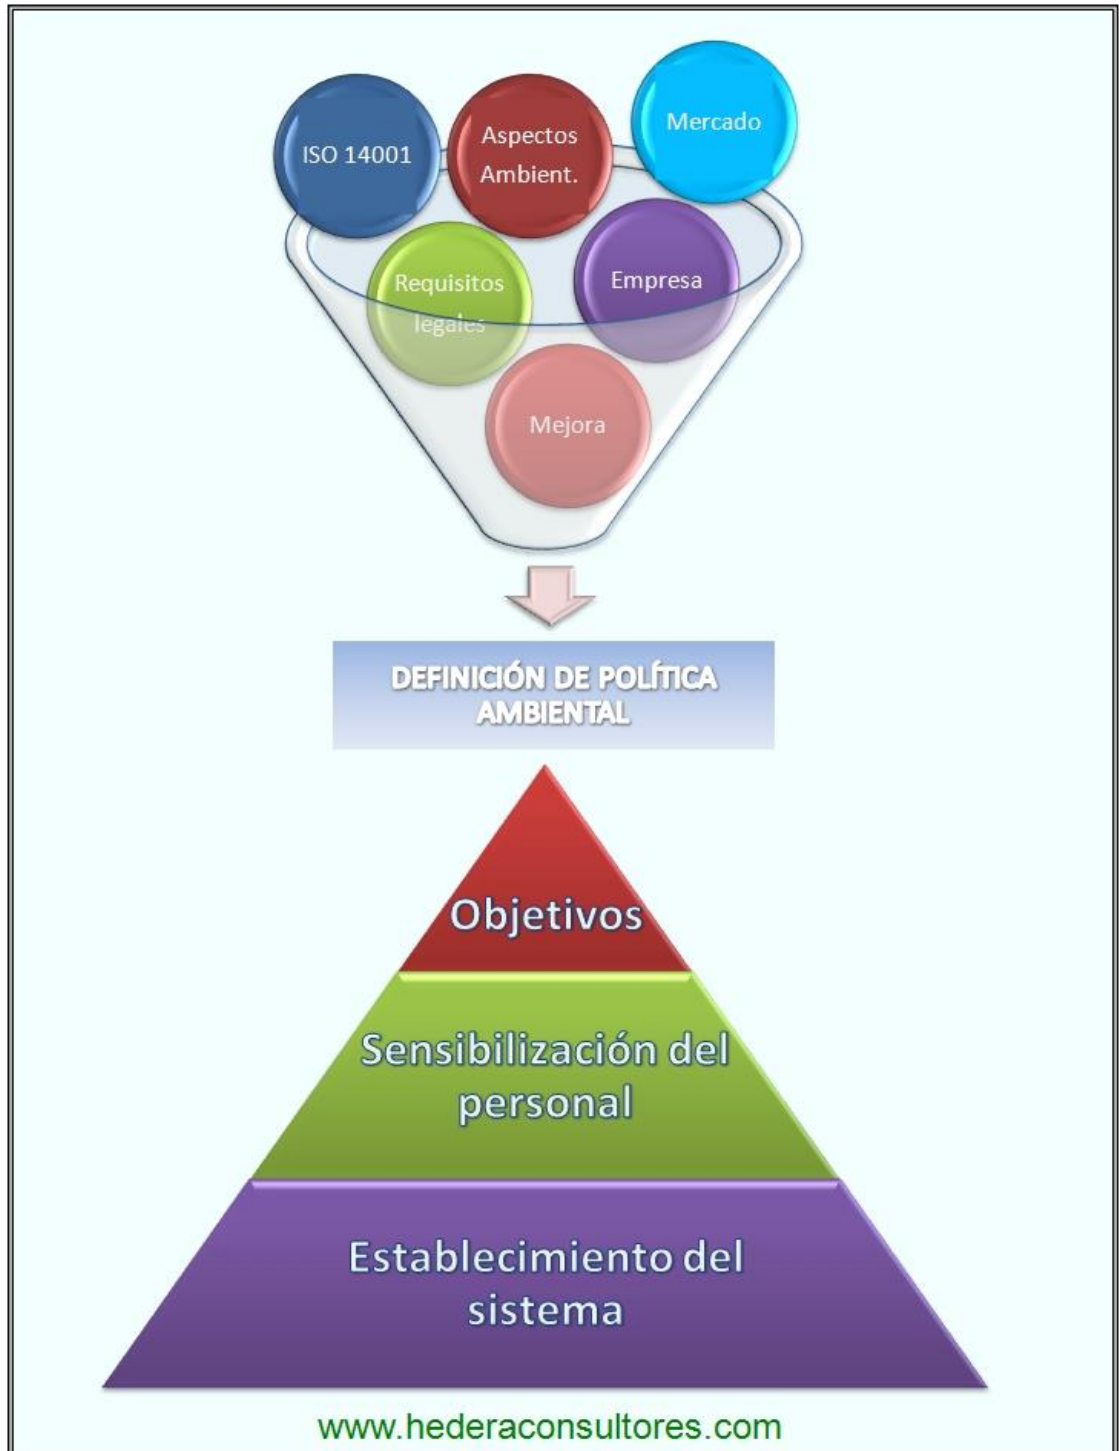 ISO 14001
Aspectos
Ambient.
Mercado
Requisitos
legales
Empresa
Mejora
DEFINICIÓN DE POLÍTICA
AMBIENTAL
Objetivos
Sensibilización del
personal
Establecimiento del
sistema
www.hederaconsultores.com